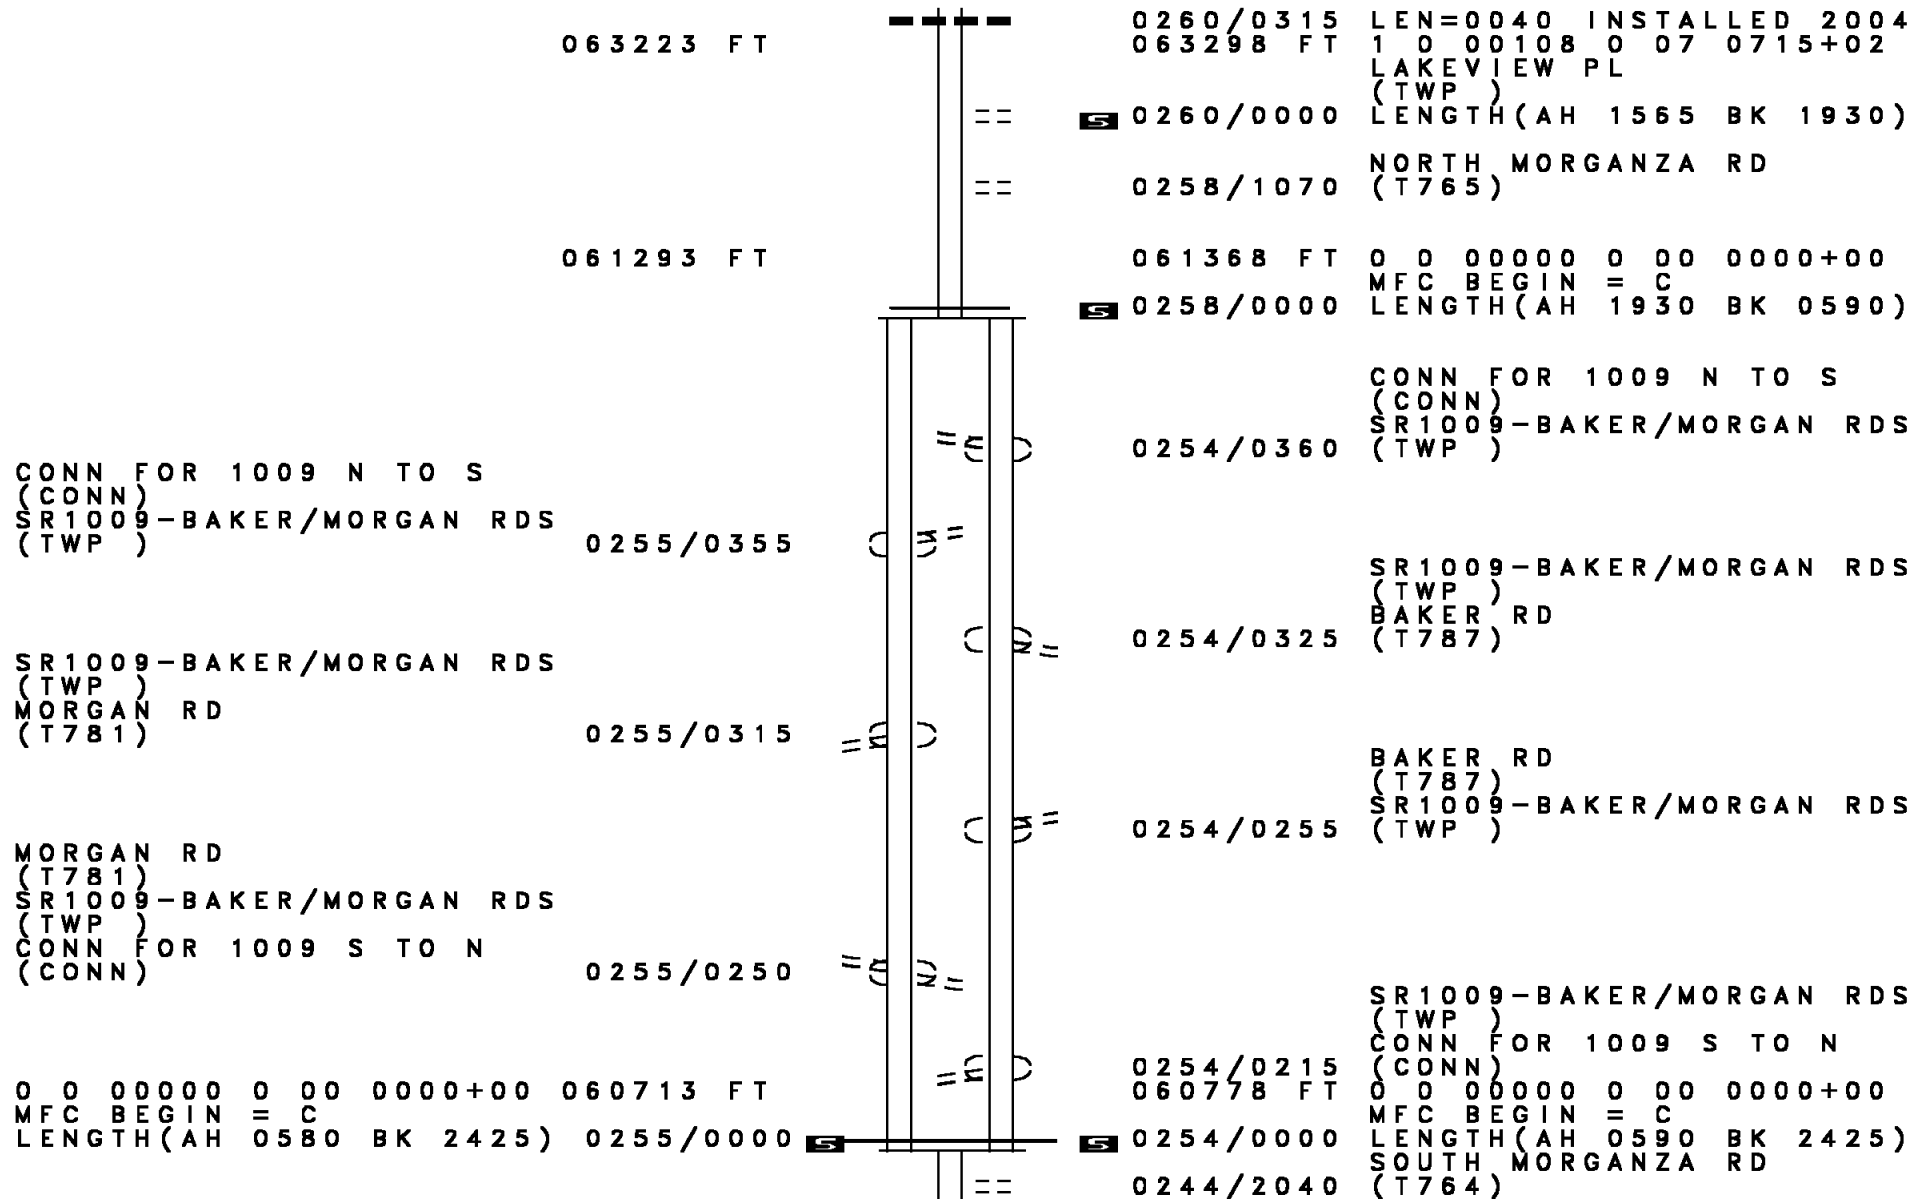 0260/0315 LEN=0040 INSTALLED 2004
063223 FT 063298 FT 1 0 00108 0 07 0715+02
LAKEVIEW PL
(TWP )
S 0260/0000 LENGTH(AH 1565 BK 1930)
NORTH MORGANZA RD
0258/1070 (T765)
061293 FT 061368 FT 0 0 00000 0 00 0000+00
MFC BEGIN = C
S 0258/0000 LENGTH(AH 1930 BK 0590)
CONN FOR 1009 N TO S
(CONN)
SR1009-BAKER/MORGAN RDS
0254/0360 (TWP )
CONN FOR 1009 N TO S
(CONN)
SR1009-BAKER/MORGAN RDS
(TWP ) 0255/0355
SR1009-BAKER/MORGAN RDS
(TWP )
BAKER RD
0254/0325 (T787)
SR1009-BAKER/MORGAN RDS
(TWP )
MORGAN RD
(T781) 0255/0315
BAKER RD
(T787)
SR1009-BAKER/MORGAN RDS
0254/0255 (TWP )
MORGAN RD
(T781)
SR1009-BAKER/MORGAN RDS
(TWP )
CONN FOR 1009 S TO N
(CONN) 0255/0250
SR1009-BAKER/MORGAN RDS
(TWP )
CONN FOR 1009 S TO N
0254/0215 (CONN)
0 0 00000 0 00 0000+00 060713 FT 060778 FT 0 0 00000 0 00 0000+00
MFC BEGIN = C MFC BEGIN = C
LENGTH(AH 0580 BK 2425) 0255/0000 S S 0254/0000 LENGTH(AH 0590 BK 2425)
SOUTH MORGANZA RD
0244/2040 (T764)